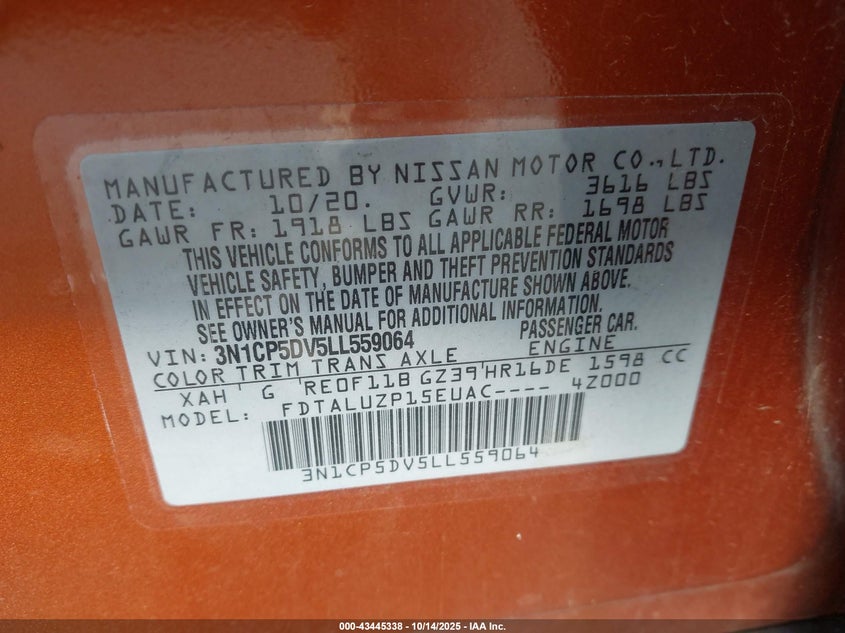 MANUFACTURED BY NISSAN MOTOR CO.,LTD.
DATE: 10/20. GVWR: 3616 LBS
GAWR FR: 1918 LBS GAWR RR: 1698 LBS
THIS VEHICLE CONFORMS TO ALL APPLICABLE FEDERAL MOTOR
VEHICLE SAFETY, BUMPER AND THEFT PREVENTION STANDARDS
IN EFFECT ON THE DATE OF MANUFACTURE SHOWN ABOVE.
SEE OWNER'S MANUAL FOR ADDITIONAL INFORMATION.
VIN: 3N1CP5DV5LL559064 PASSENGER CAR.
COLOR TRIM TRANS AXLE ENGINE
XAH G RE0F11B GZ39 HR16DE 1598 CC
MODEL: FDTALUZP15EUAC---- 4Z000
3N1CP5DV5LL559064
000-43445338 | 10/14/2025 - IAA Inc.